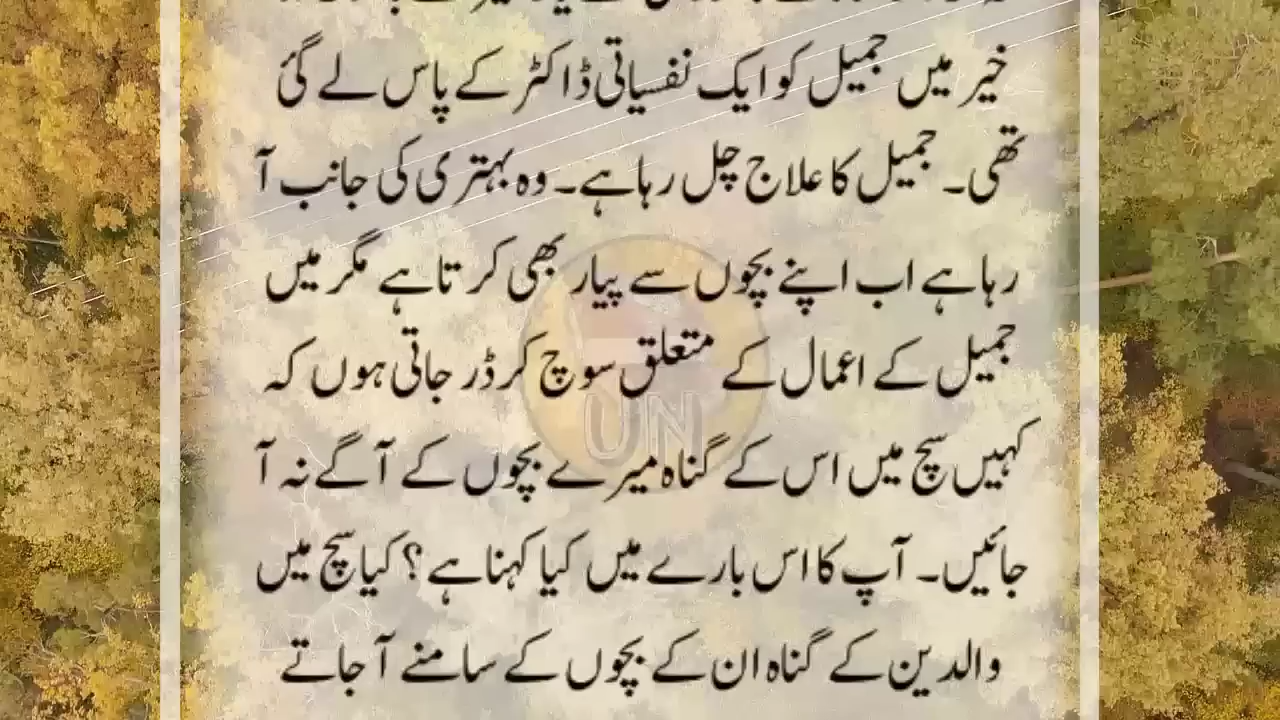 خیر میں جمیل کو ایک نفسیاتی ڈاکٹر کے پاس لے گئ
تھی۔ جمیل کا علاج چل رہا ہے۔ وہ بہتری کی جانب آ
رہا ہے اب اپنے بچوں سے پیار بھی کرتا ہے مگر میں
جمیل کے اعمال کے متعلق سوچ کر ڈر جاتی ہوں کہ
کہیں سچ میں اس کے گناہ میرے بچوں کے آگے نہ آ
جائیں۔ آپ کا اس بارے میں کیا کہنا ہے؟ کیا سچ میں
والدین کے گناہ ان کے بچوں کے سامنے آ جاتے
UN